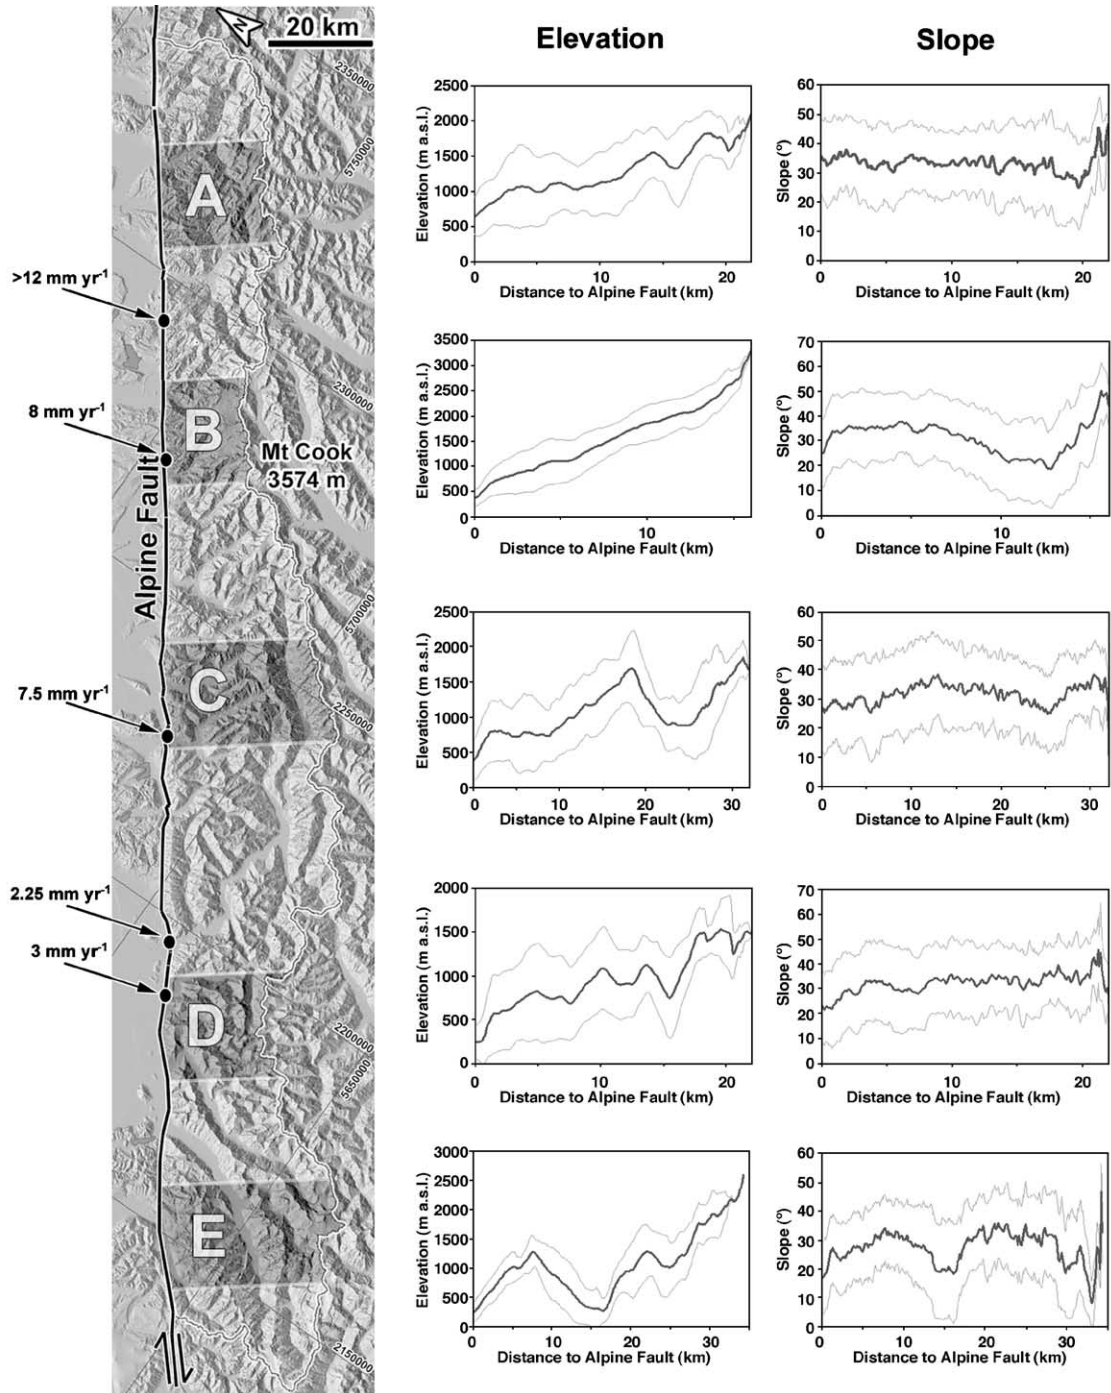 N
20 km
Elevation
Slope
2350000
5750000
A
>12 mm yr-1
2300000
8 mm yr-1
B
Mt Cook
3574 m
Alpine Fault
5700000
C
7.5 mm yr-1
2250000
2.25 mm yr-1
3 mm yr-1
D
2200000
5650000
E
2150000
Elevation (m a.s.l.)
2500
2000
1500
1000
500
0
0 10 20
Distance to Alpine Fault (km)
Slope (°)
60
50
40
30
20
10
0
0 10 20
Distance to Alpine Fault (km)
Elevation (m a.s.l.)
3500
3000
2500
2000
1500
1000
500
0
0 10
Distance to Alpine Fault (km)
Slope (°)
70
60
50
40
30
20
10
0
0 10
Distance to Alpine Fault (km)
Elevation (m a.s.l.)
2500
2000
1500
1000
500
0
0 10 20 30
Distance to Alpine Fault (km)
Slope (°)
60
50
40
30
20
10
0
0 10 20 30
Distance to Alpine Fault (km)
Elevation (m a.s.l.)
2000
1500
1000
500
0
0 10 20
Distance to Alpine Fault (km)
Slope (°)
70
60
50
40
30
20
10
0
0 10 20
Distance to Alpine Fault (km)
Elevation (m a.s.l.)
3000
2500
2000
1500
1000
500
0
0 10 20 30
Distance to Alpine Fault (km)
Slope (°)
60
50
40
30
20
10
0
0 10 20 30
Distance to Alpine Fault (km)